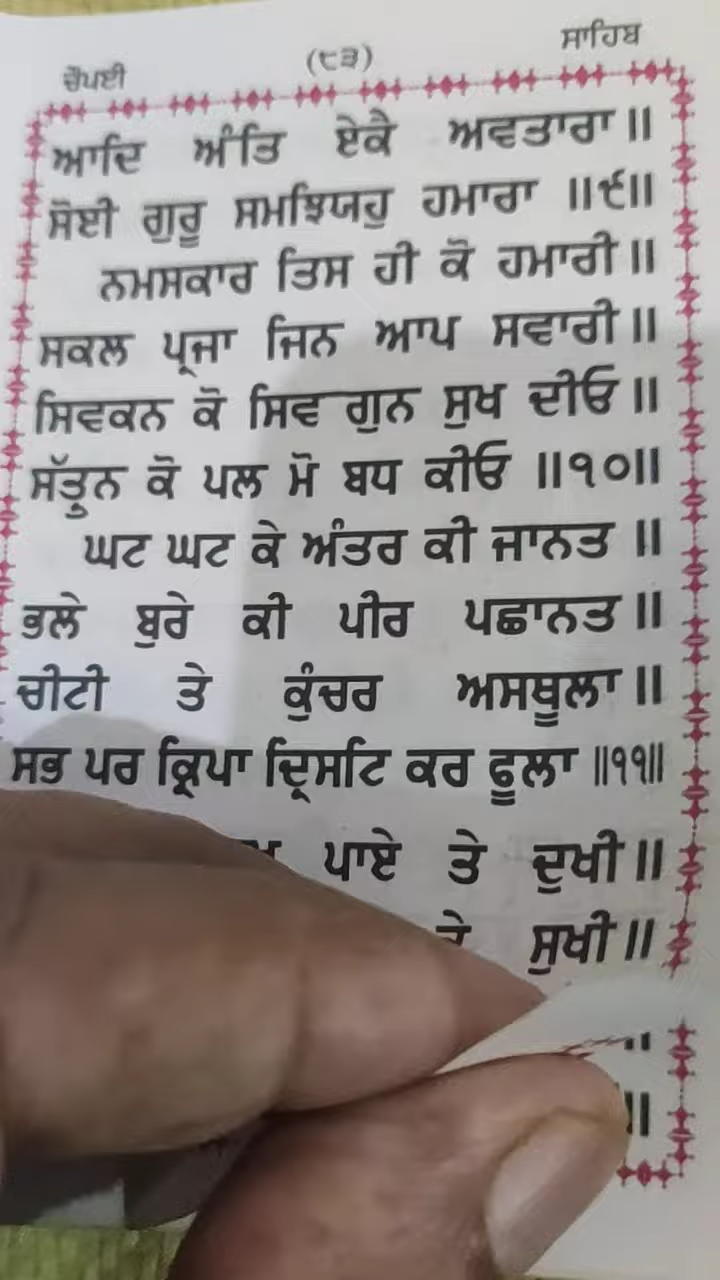 ਚੌਪਈ (੮੩) ਸਾਹਿਬ
ਆਦਿ ਅੰਤਿ ਏਕੈ ਅਵਤਾਰਾ ॥
ਸੋਈ ਗੁਰੂ ਸਮਝਿਯਹੁ ਹਮਾਰਾ ॥੯॥
ਨਮਸਕਾਰ ਤਿਸ ਹੀ ਕੋ ਹਮਾਰੀ ॥
ਸਕਲ ਪ੍ਰਜਾ ਜਿਨ ਆਪ ਸਵਾਰੀ ॥
ਸਿਵਕਨ ਕੋ ਸਿਵ ਗੁਨ ਸੁਖ ਦੀਓ ॥
ਸੱਤ੍ਰੁਨ ਕੋ ਪਲ ਮੋ ਬਧ ਕੀਓ ॥੧੦॥
ਘਟ ਘਟ ਕੇ ਅੰਤਰ ਕੀ ਜਾਨਤ ॥
ਭਲੇ ਬੁਰੇ ਕੀ ਪੀਰ ਪਛਾਨਤ ॥
ਚੀਟੀ ਤੇ ਕੁੰਚਰ ਅਸਥੂਲਾ ॥
ਸਭ ਪਰ ਕ੍ਰਿਪਾ ਦ੍ਰਿਸਟਿ ਕਰ ਫੂਲਾ ॥੧੧॥
ਪਾਏ ਤੇ ਦੁਖੀ ॥
ਸੁਖੀ ॥
॥
॥